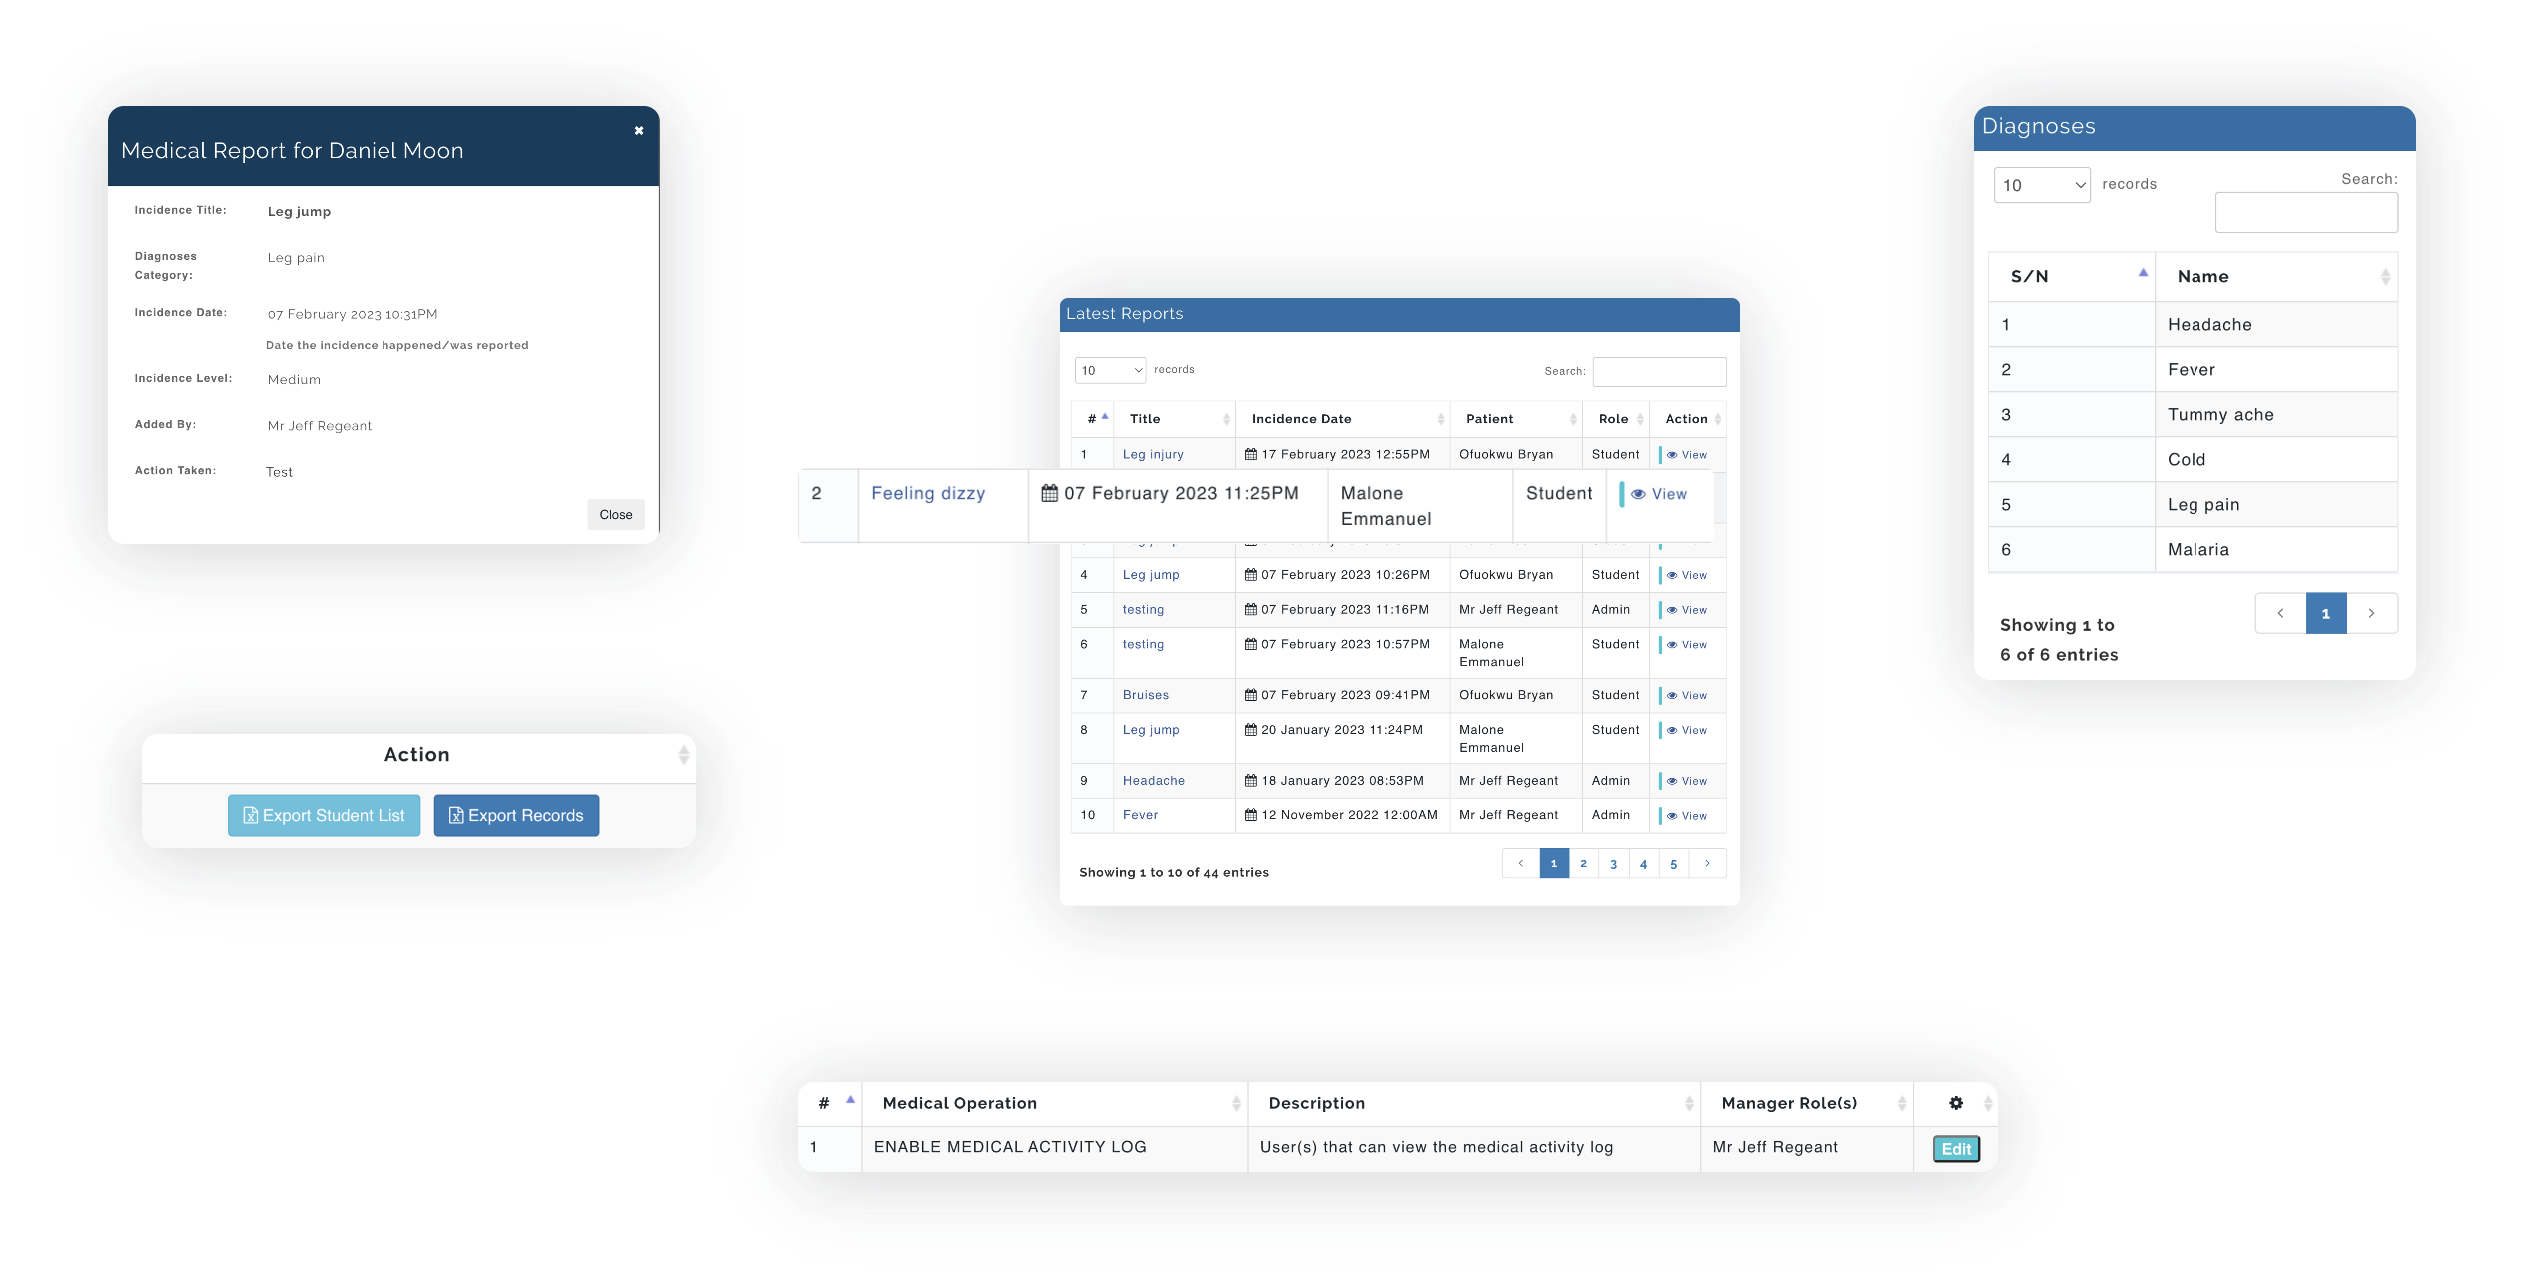 Medical Report for Daniel Moon
Incidence Title: Leg jump
Diagnoses Category: Leg pain
Incidence Date: 07 February 2023 10:31PM
Date the incidence happened/was reported
Incidence Level: Medium
Added By: Mr Jeff Regeant
Action Taken: Test
Close
Action
Export Student List Export Records
Latest Reports
10 records Search:
# Title Incidence Date Patient Role Action
1 Leg injury 17 February 2023 12:55PM Ofuokwu Bryan Student View
2 Feeling dizzy 07 February 2023 11:25PM Malone Emmanuel Student View
4 Leg jump 07 February 2023 10:26PM Ofuokwu Bryan Student View
5 testing 07 February 2023 11:16PM Mr Jeff Regeant Admin View
6 testing 07 February 2023 10:57PM Malone Emmanuel Student View
7 Bruises 07 February 2023 09:41PM Ofuokwu Bryan Student View
8 Leg jump 20 January 2023 11:24PM Malone Emmanuel Student View
9 Headache 18 January 2023 08:53PM Mr Jeff Regeant Admin View
10 Fever 12 November 2022 12:00AM Mr Jeff Regeant Admin View
Showing 1 to 10 of 44 entries
< 1 2 3 4 5 >
Diagnoses
10 records Search:
S/N Name
1 Headache
2 Fever
3 Tummy ache
4 Cold
5 Leg pain
6 Malaria
Showing 1 to
6 of 6 entries
< 1 >
# Medical Operation Description Manager Role(s)
1 ENABLE MEDICAL ACTIVITY LOG User(s) that can view the medical activity log Mr Jeff Regeant Edit